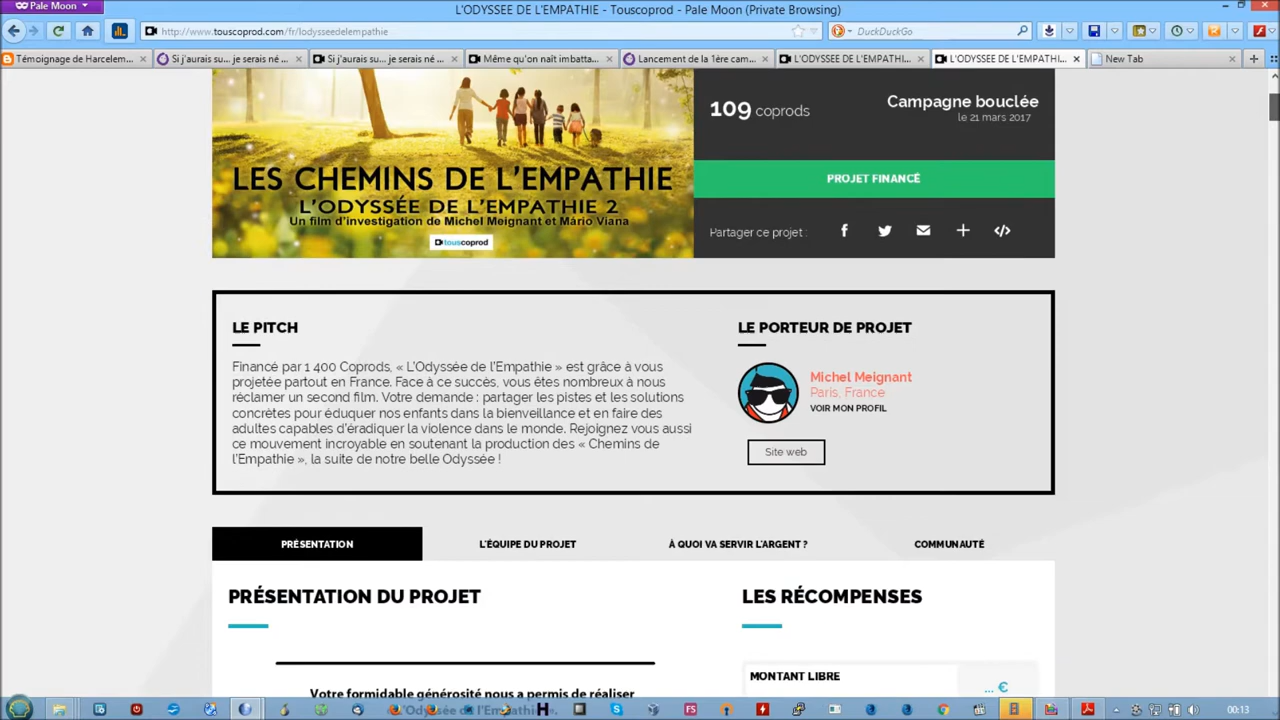 Pale Moon
L'ODYSSEE DE L'EMPATHIE - Touscoprod - Pale Moon (Private Browsing)
http://www.touscoprod.com/fr/lodysseedelempathie
DuckDuckGo
Témoignage de Harcelem...
Si j'aurais su... je serais né ...
Si j'aurais su... je serais né ...
Même qu'on naît imbatta...
Lancement de la 1ère cam...
L'ODYSSEE DE L'EMPATHI...
L'ODYSSEE DE L'EMPATHI...
New Tab
LES CHEMINS DE L'EMPATHIE
L'ODYSSÉE DE L'EMPATHIE 2
Un film d'investigation de Michel Meignant et Mário Viana
touscoprod
109 coprods
Campagne bouclée
le 21 mars 2017
PROJET FINANCÉ
Partager ce projet :
LE PITCH
Financé par 1 400 Coprods, « L'Odyssée de l'Empathie » est grâce à vous
projetée partout en France. Face à ce succès, vous êtes nombreux à nous
réclamer un second film. Votre demande : partager les pistes et les solutions
concrètes pour éduquer nos enfants dans la bienveillance et en faire des
adultes capables d'éradiquer la violence dans le monde. Rejoignez vous aussi
ce mouvement incroyable en soutenant la production des « Chemins de
l'Empathie », la suite de notre belle Odyssée !
LE PORTEUR DE PROJET
Michel Meignant
Paris, France
VOIR MON PROFIL
Site web
PRÉSENTATION
L'ÉQUIPE DU PROJET
À QUOI VA SERVIR L'ARGENT ?
COMMUNAUTÉ
PRÉSENTATION DU PROJET
LES RÉCOMPENSES
Votre formidable générosité nous a permis de réaliser
de l'Empathie ».
MONTANT LIBRE
... €
00:13